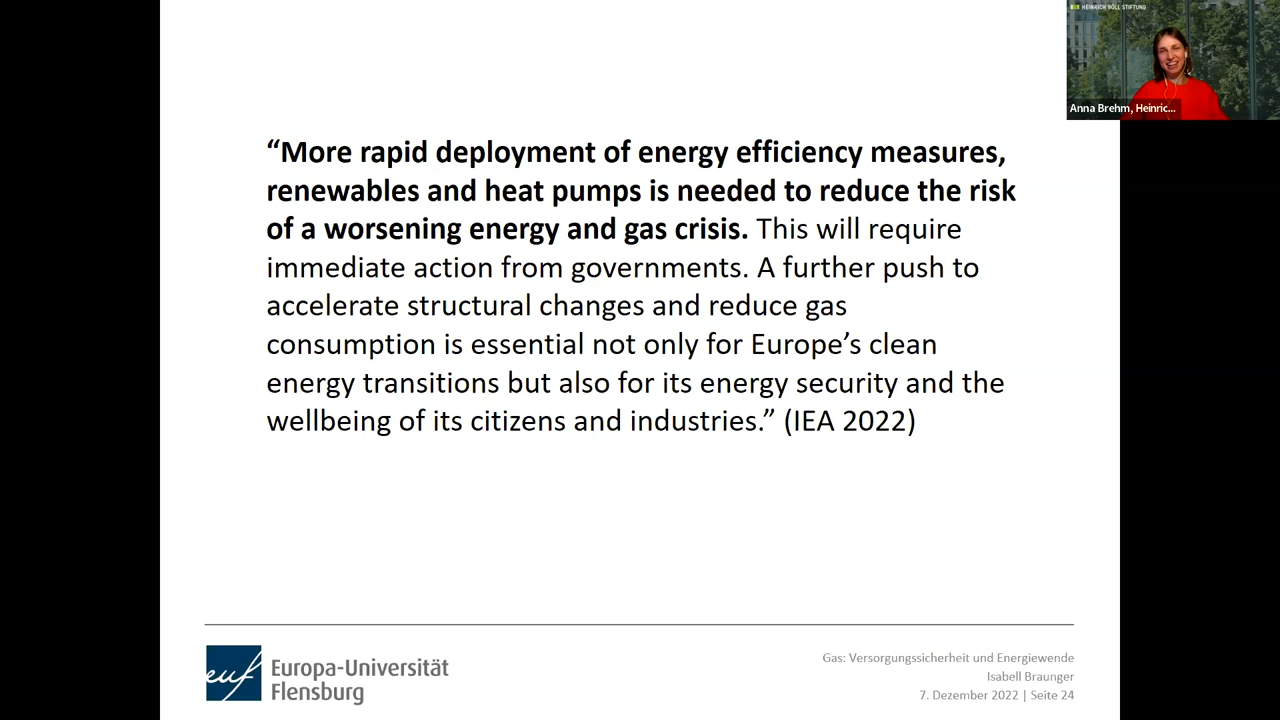 HEINRICH BÖLL STIFTUNG
Anna Brehm, Heinric...
“More rapid deployment of energy efficiency measures,
renewables and heat pumps is needed to reduce the risk
of a worsening energy and gas crisis. This will require
immediate action from governments. A further push to
accelerate structural changes and reduce gas
consumption is essential not only for Europe’s clean
energy transitions but also for its energy security and the
wellbeing of its citizens and industries.” (IEA 2022)
euf
Europa-Universität
Flensburg
Gas: Versorgungssicherheit und Energiewende
Isabell Braunger
7. Dezember 2022 | Seite 24